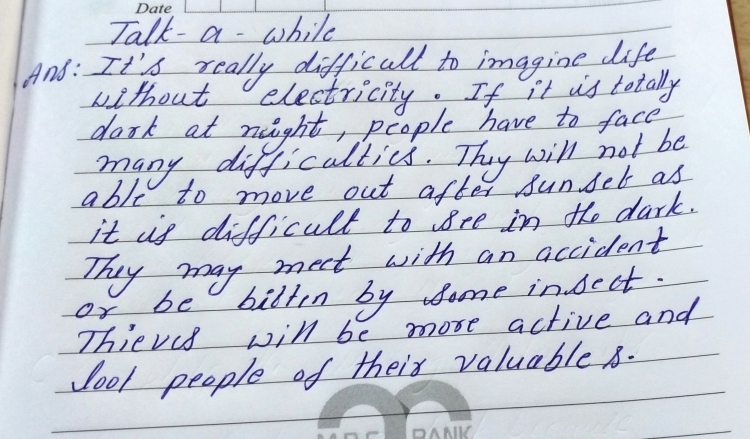 Date
Talk-a-while
Ans: It's really difficult to imagine life
without electricity. If it is totally
dark at night, people have to face
many difficulties. They will not be
able to move out after sunset as
it is difficult to see in the dark.
They may meet with an accident
or be bitten by some insect.
Thieves will be more active and
loot people of their valuables.
BANK